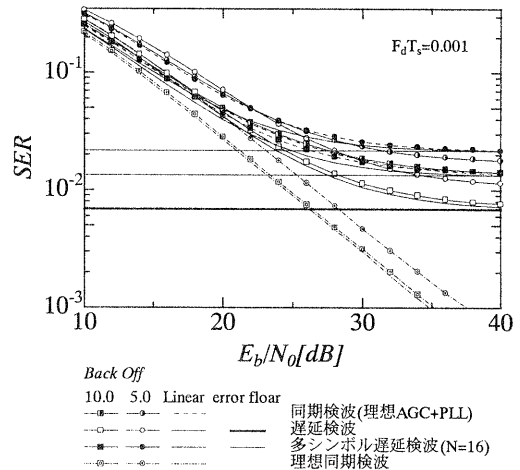 F_dT_s=0.001
SER
10^-1
10^-2
10^-3
10 20 30 40
E_b/N_0[dB]
Back Off
10.0 5.0 Linear error floar
同期検波(理想AGC+PLL)
遅延検波
多シンボル遅延検波(N=16)
理想同期検波